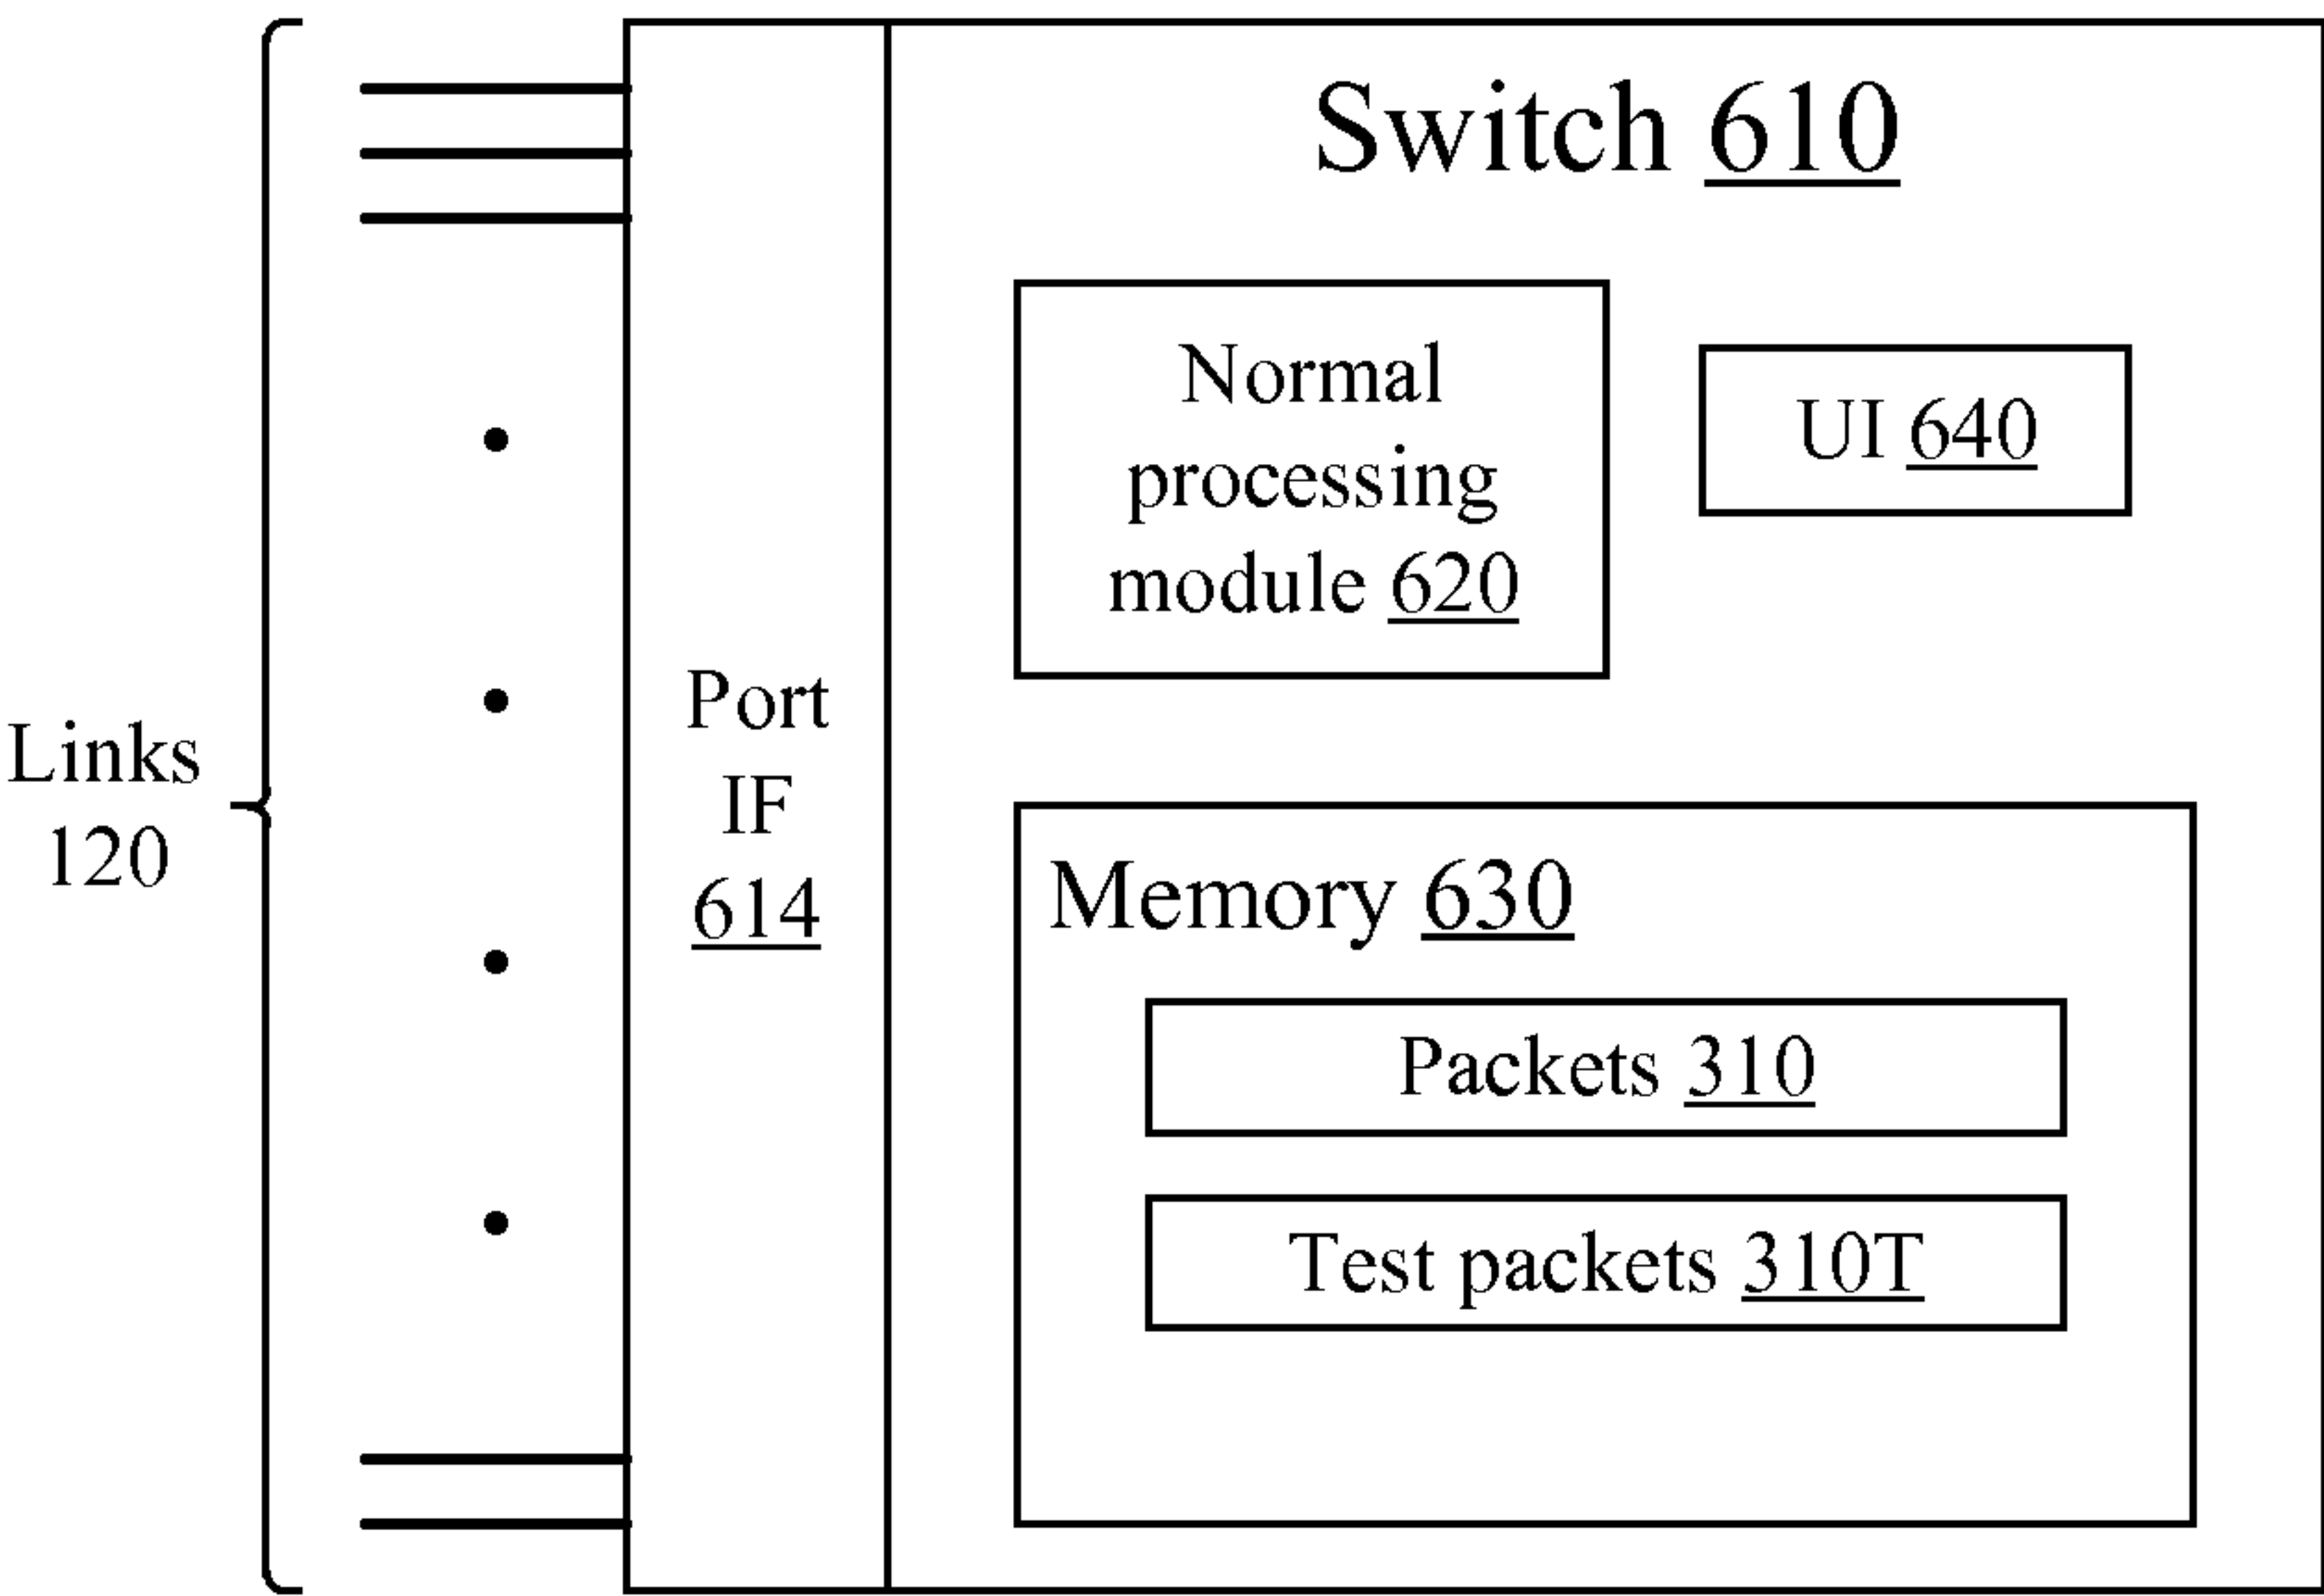 Switch 610
Normal
processing
module 620
UI 640
Links
120
Port
IF
614
Memory 630
Packets 310
Test packets 310T